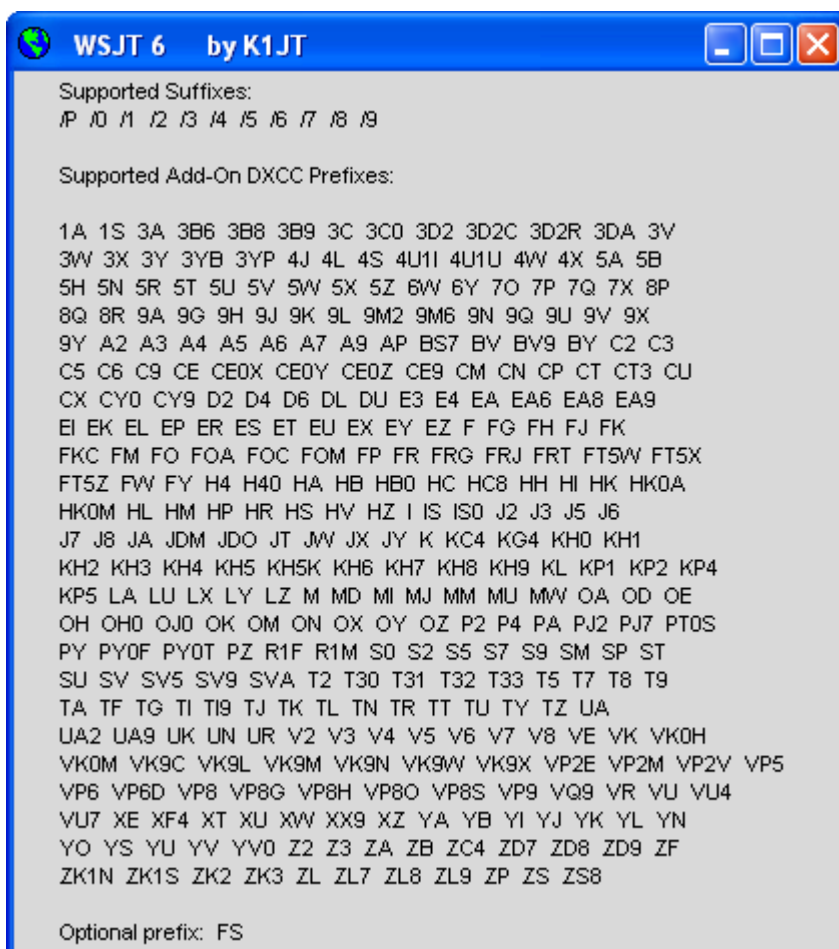 WSJT 6 by K1JT
Supported Suffixes:
/P /0 /1 /2 /3 /4 /5 /6 /7 /8 /9
Supported Add-On DXCC Prefixes:
1A 1S 3A 3B6 3B8 3B9 3C 3C0 3D2 3D2C 3D2R 3DA 3V
3W 3X 3Y 3YB 3YP 4J 4L 4S 4U1I 4U1U 4W 4X 5A 5B
5H 5N 5R 5T 5U 5V 5W 5X 5Z 6W 6Y 7O 7P 7Q 7X 8P
8Q 8R 9A 9G 9H 9J 9K 9L 9M2 9M6 9N 9Q 9U 9V 9X
9Y A2 A3 A4 A5 A6 A7 A9 AP BS7 BV BV9 BY C2 C3
C5 C6 C9 CE CE0X CE0Y CE0Z CE9 CM CN CP CT CT3 CU
CX CY0 CY9 D2 D4 D6 DL DU E3 E4 EA EA6 EA8 EA9
EI EK EL EP ER ES ET EU EX EY EZ F FG FH FJ FK
FKC FM FO FOA FOC FOM FP FR FRG FRJ FRT FT5W FT5X
FT5Z FW FY H4 H40 HA HB HB0 HC HC8 HH HI HK HK0A
HK0M HL HM HP HR HS HV HZ I IS IS0 J2 J3 J5 J6
J7 J8 JA JDM JDO JT JW JX JY K KC4 KG4 KH0 KH1
KH2 KH3 KH4 KH5 KH5K KH6 KH7 KH8 KH9 KL KP1 KP2 KP4
KP5 LA LU LX LY LZ M MD MI MJ MM MU MW OA OD OE
OH OH0 OJ0 OK OM ON OX OY OZ P2 P4 PA PJ2 PJ7 PT0S
PY PY0F PY0T PZ R1F R1M S0 S2 S5 S7 S9 SM SP ST
SU SV SV5 SV9 SVA T2 T30 T31 T32 T33 T5 T7 T8 T9
TA TF TG TI TI9 TJ TK TL TN TR TT TU TY TZ UA
UA2 UA9 UK UN UR V2 V3 V4 V5 V6 V7 V8 VE VK VK0H
VK0M VK9C VK9L VK9M VK9N VK9W VK9X VP2E VP2M VP2V VP5
VP6 VP6D VP8 VP8G VP8H VP8O VP8S VP9 VQ9 VR VU VU4
VU7 XE XF4 XT XU XW XX9 XZ YA YB YI YJ YK YL YN
YO YS YU YV YV0 Z2 Z3 ZA ZB ZC4 ZD7 ZD8 ZD9 ZF
ZK1N ZK1S ZK2 ZK3 ZL ZL7 ZL8 ZL9 ZP ZS ZS8
Optional prefix: FS